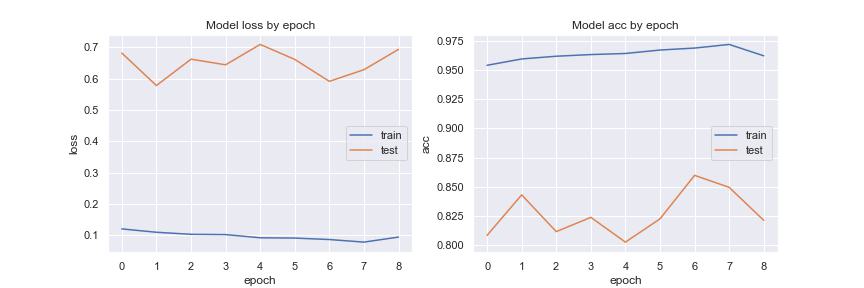 Model loss by epoch
0.7
0.6
0.5
0.4
0.3
0.2
0.1
loss
train
test
0 1 2 3 4 5 6 7 8
epoch
Model acc by epoch
0.975
0.950
0.925
0.900
0.875
0.850
0.825
0.800
acc
train
test
0 1 2 3 4 5 6 7 8
epoch